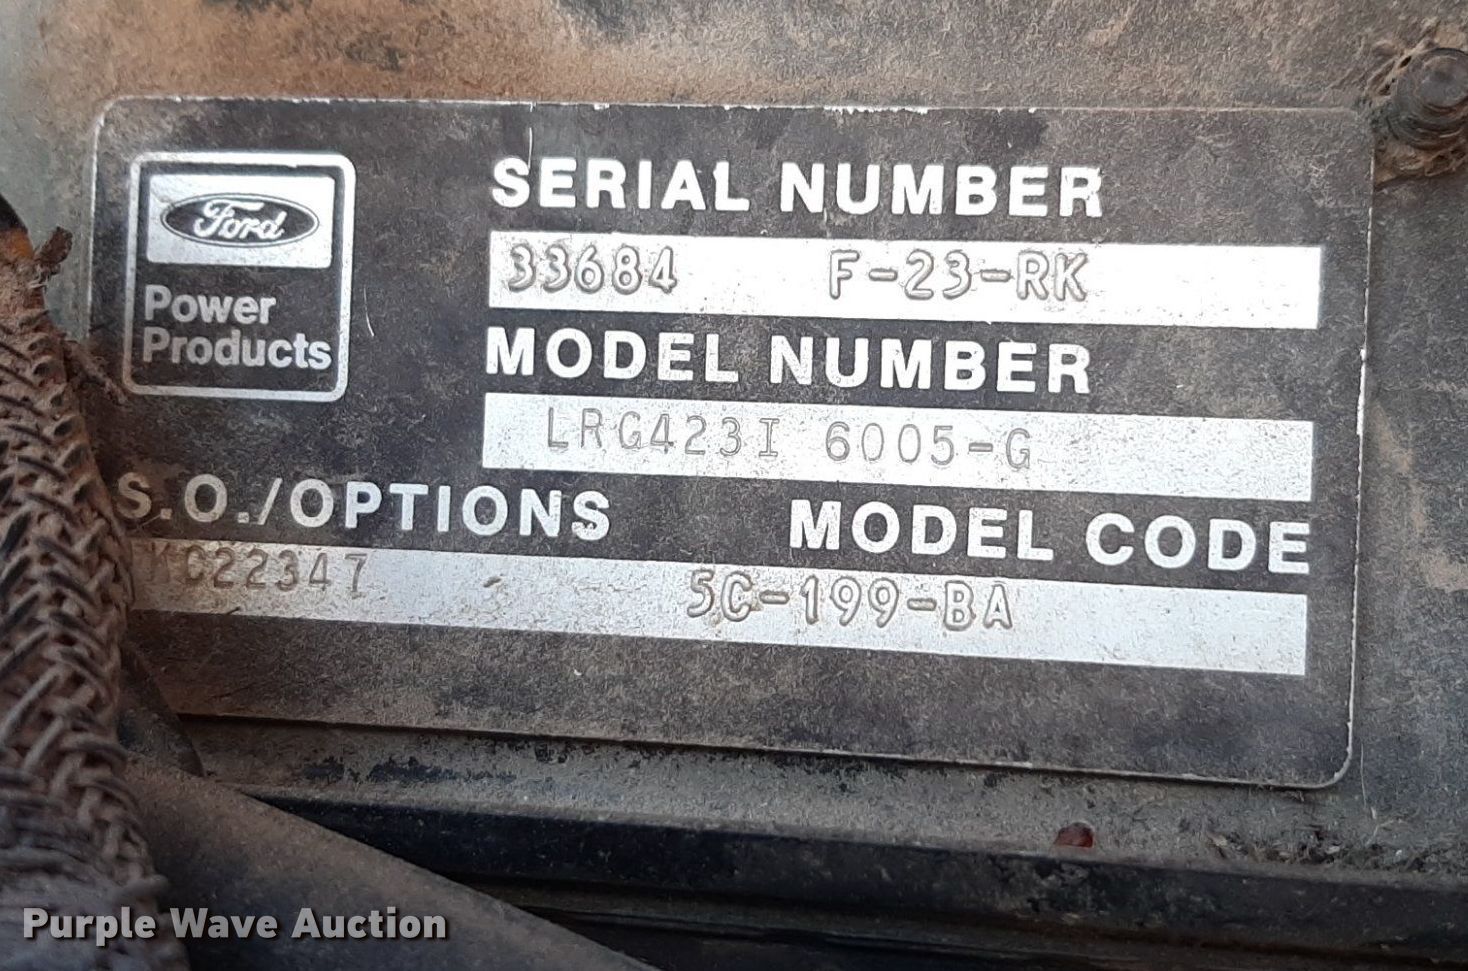 Ford
Power
Products
SERIAL NUMBER
33684 F-23-RK
MODEL NUMBER
LRG423I 6005-G
S.O./OPTIONS MODEL CODE
KC22347 5C-199-BA
Purple Wave Auction